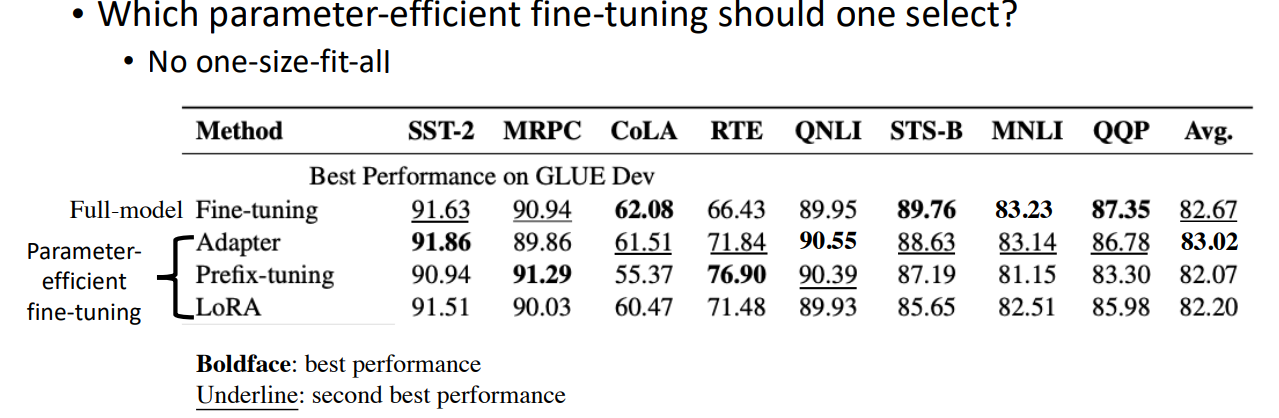 • Which parameter-efficient fine-tuning should one select?
• No one-size-fit-all
Method SST-2 MRPC CoLA RTE QNLI STS-B MNLI QQP Avg.
Best Performance on GLUE Dev
Full-model Fine-tuning 91.63 90.94 62.08 66.43 89.95 89.76 83.23 87.35 82.67
Parameter-efficient fine-tuning
Adapter 91.86 89.86 61.51 71.84 90.55 88.63 83.14 86.78 83.02
Prefix-tuning 90.94 91.29 55.37 76.90 90.39 87.19 81.15 83.30 82.07
LoRA 91.51 90.03 60.47 71.48 89.93 85.65 82.51 85.98 82.20
Boldface: best performance
Underline: second best performance